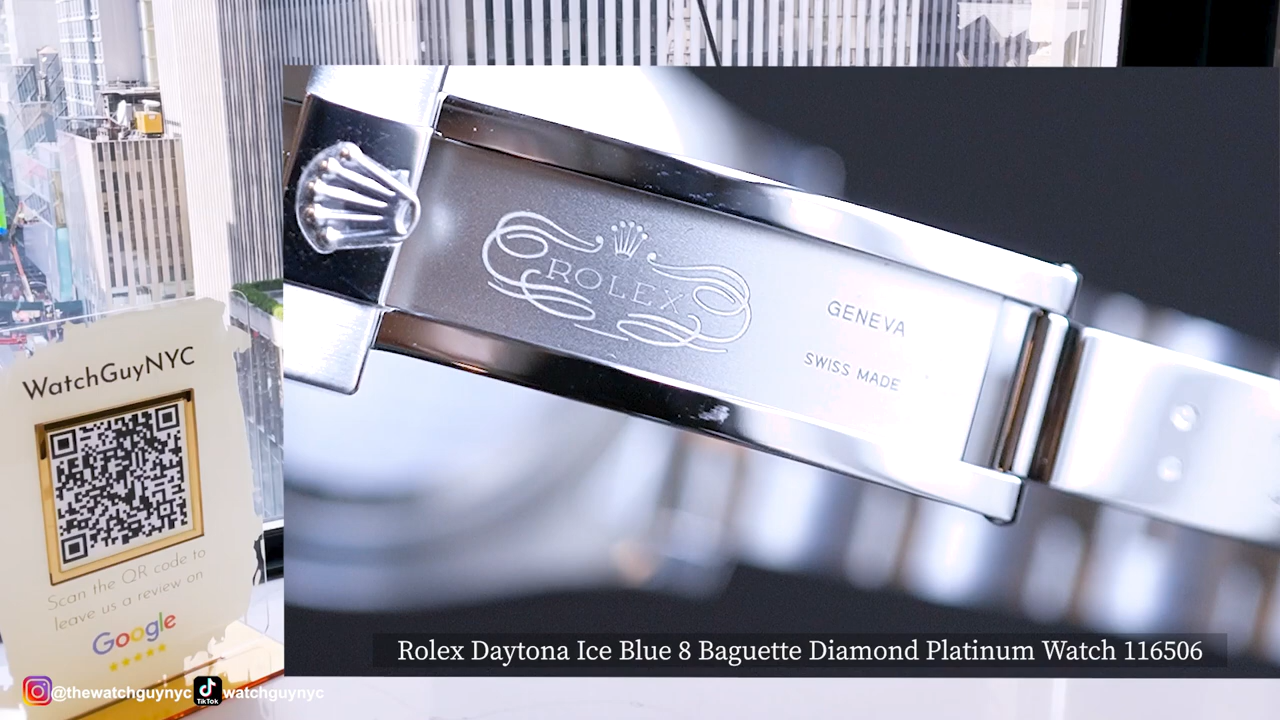 WatchGuyNYC
Scan the QR code to
leave us a review on
Google
ROLEX
GENEVA
SWISS MADE
Rolex Daytona Ice Blue 8 Baguette Diamond Platinum Watch 116506
@thewatchguynyc
TikTok
watchguynyc